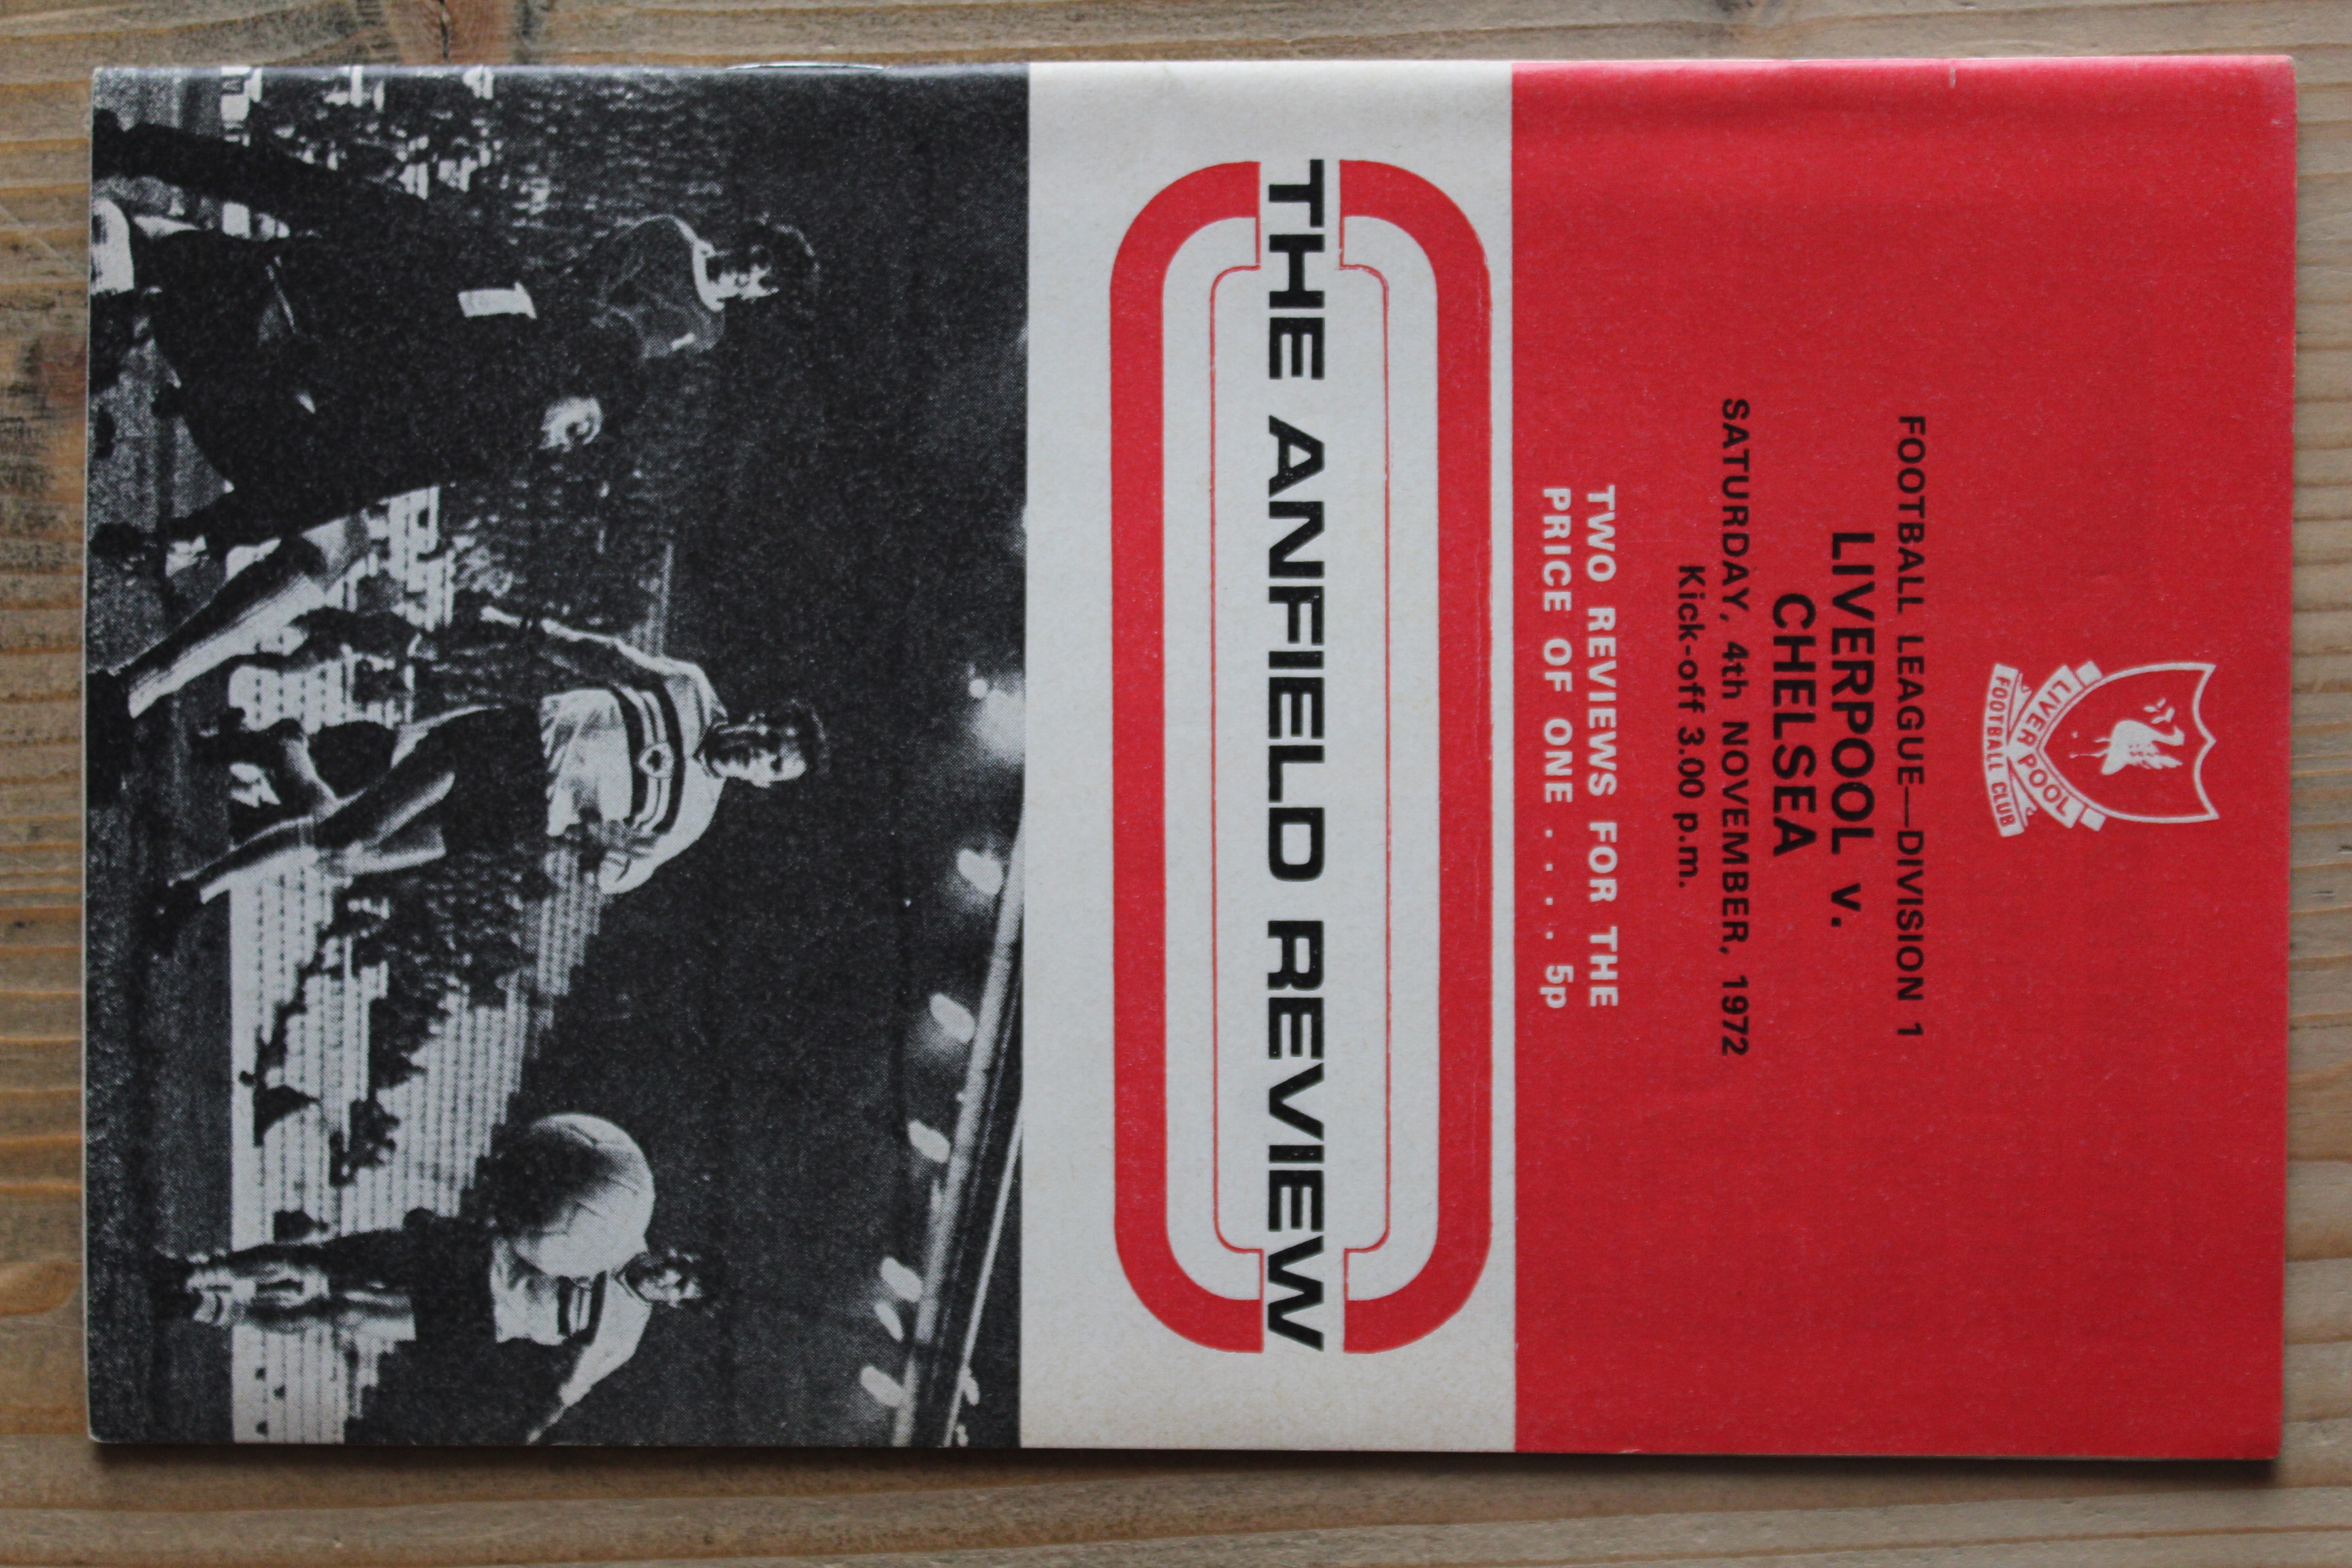 LIVERPOOL
FOOTBALL CLUB
FOOTBALL LEAGUE—DIVISION 1
LIVERPOOL v.
CHELSEA
SATURDAY, 4th NOVEMBER, 1972
Kick-off 3.00 p.m.
TWO REVIEWS FOR THE
PRICE OF ONE . . . . 5p
THE ANFIELD REVIEW